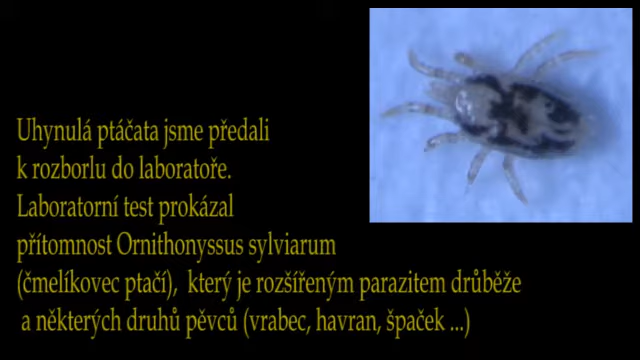 Uhynulá ptáčata jsme předali
k rozborlu do laboratoře.
Laboratorní test prokázal
přítomnost Ornithonyssus sylviarum
(čmelíkovec ptačí), který je rozšířeným parazitem drůběže
a některých druhů pěvců (vrabec, havran, špaček ...)